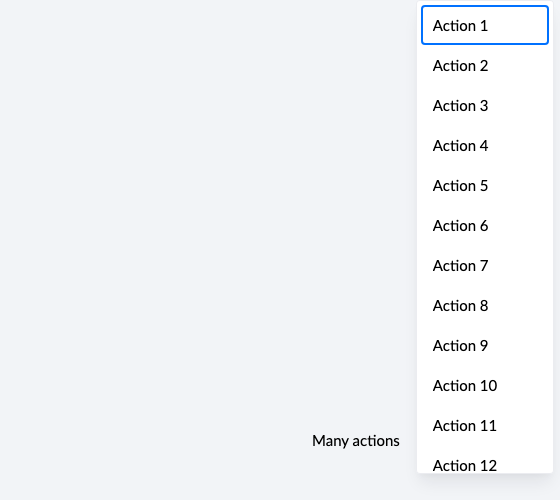 Action 1
Action 2
Action 3
Action 4
Action 5
Action 6
Action 7
Action 8
Action 9
Action 10
Action 11
Many actions
Action 12